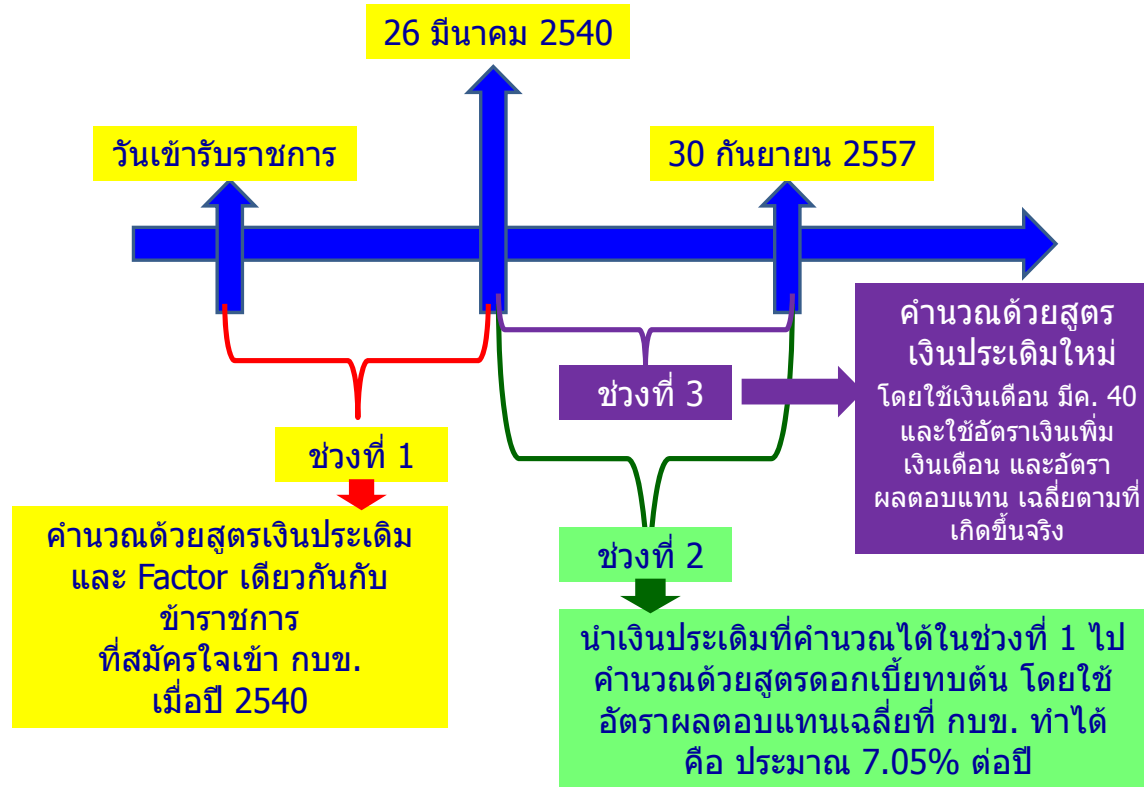 26 มีนาคม 2540
วันเข้ารับราชการ
30 กันยายน 2557
ช่วงที่ 3
คำนวณด้วยสูตร
เงินประเดิมใหม่
โดยใช้เงินเดือน มีค. 40
และใช้อัตราเงินเพิ่ม
เงินเดือน และอัตรา
ผลตอบแทน เฉลี่ยตามที่
เกิดขึ้นจริง
ช่วงที่ 1
คำนวณด้วยสูตรเงินประเดิม
และ Factor เดียวกันกับ
ข้าราชการ
ที่สมัครใจเข้า กบข.
เมื่อปี 2540
ช่วงที่ 2
นำเงินประเดิมที่คำนวณได้ในช่วงที่ 1 ไป
คำนวณด้วยสูตรดอกเบี้ยทบต้น โดยใช้
อัตราผลตอบแทนเฉลี่ยที่ กบข. ทำได้
คือ ประมาณ 7.05% ต่อปี